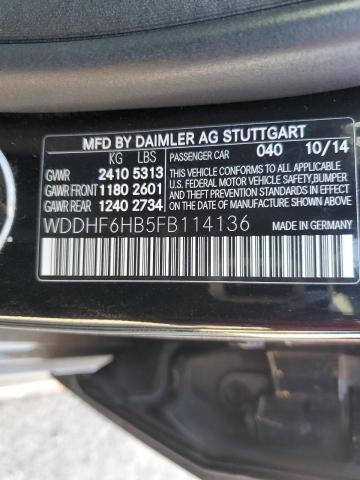 MFD BY DAIMLER AG STUTTGART
KG LBS PASSENGER CAR 040 10/14
GVWR 2410 5313 THIS VEHICLE CONFORMS TO ALL APPLICABLE
GAWR FRONT 1180 2601 U.S. FEDERAL MOTOR VEHICLE SAFETY, BUMPER
GAWR REAR 1240 2734 AND THEFT PREVENTION STANDARDS IN EFFECT
ON THE DATE OF MANUFACTURE SHOWN ABOVE
WDDHF6HB5FB114136 MADE IN GERMANY